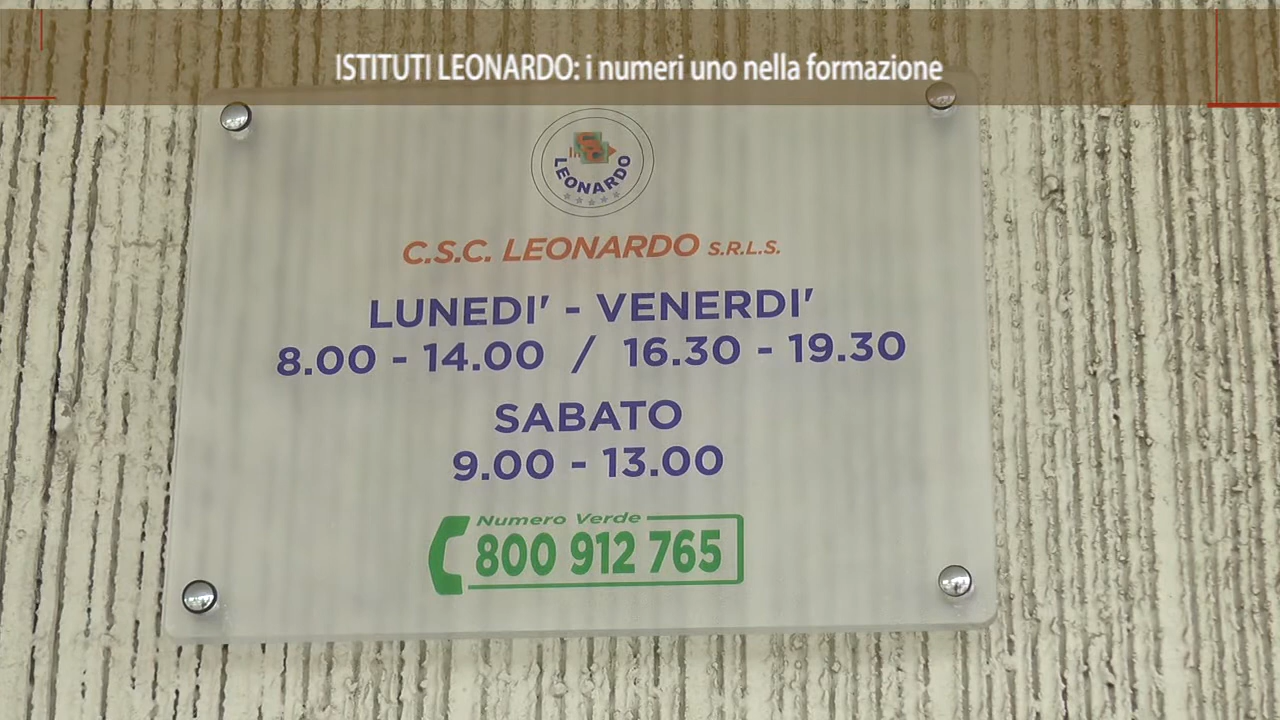 ISTITUTI LEONARDO: i numeri uno nella formazione
LEONARDO
C.S.C. LEONARDO S.R.L.S.
LUNEDI' - VENERDI'
8.00 - 14.00 / 16.30 - 19.30
SABATO
9.00 - 13.00
Numero Verde
800 912 765